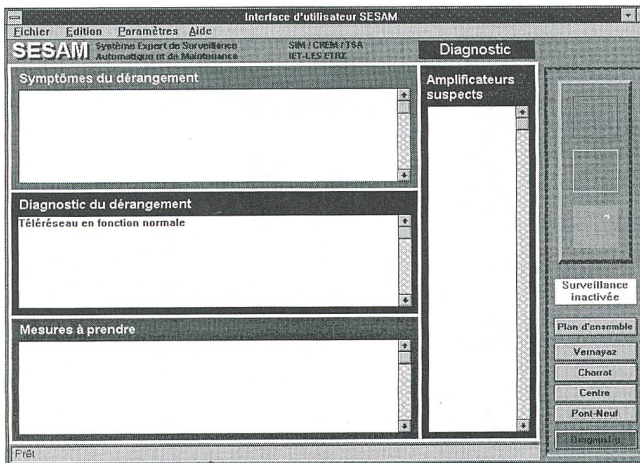 Interface d'utilisateur SESAM
Fichier Edition Paramètres Aide
SESAM Système Expert de Surveillance
Automatique et de Maintenance
SIM / CREM / TSA
IET-LES ETRZ
Diagnostic
Symptômes du dérangement
Amplificateurs
suspects
Diagnostic du dérangement
Téléréseau en fonction normale
Mesures à prendre
Surveillance
inactivée
Plan d'ensemble
Vernayaz
Charrat
Centre
Pont-Neuf
Diagnostic
Prêt